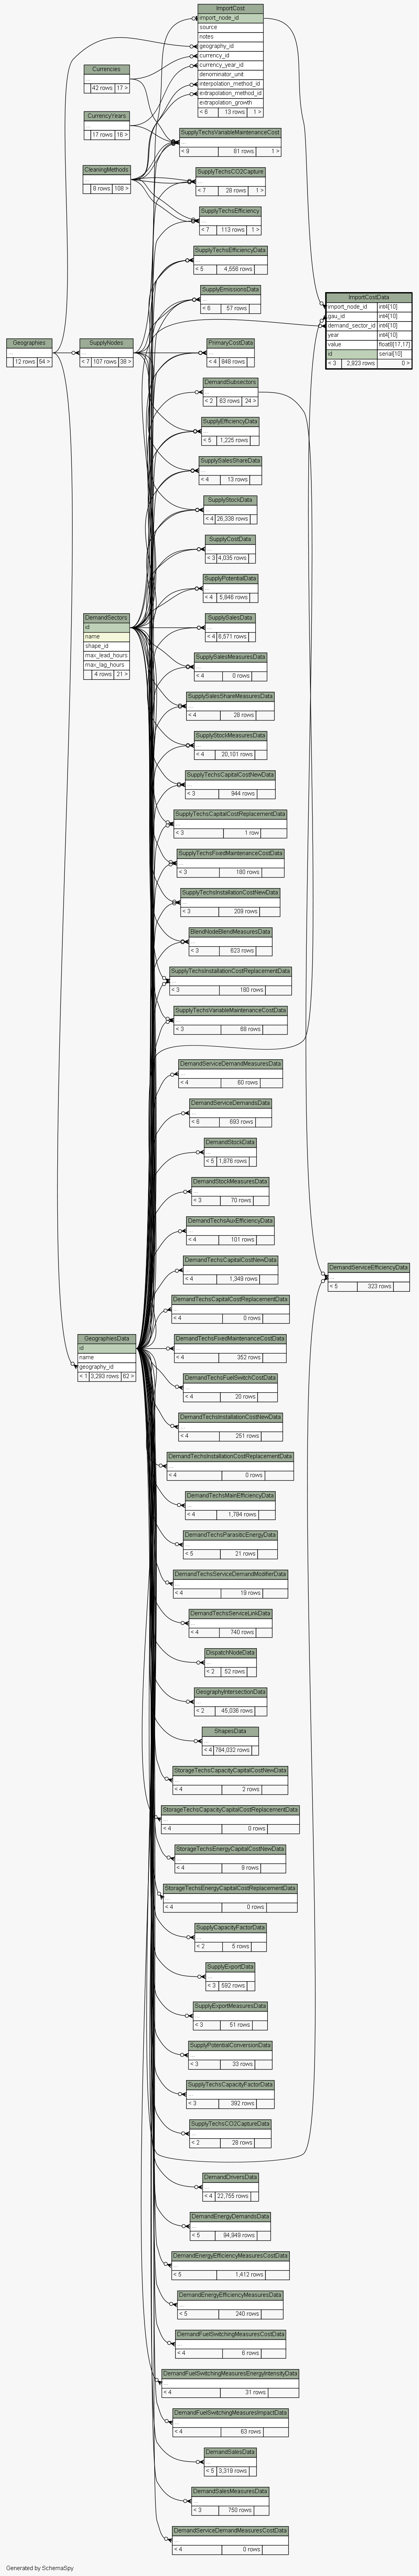 ImportCost
import_node_id
source
notes
geography_id
currency_id
currency_year_id
denominator_unit
interpolation_method_id
extrapolation_method_id
extrapolation_growth
< 6 13 rows 1 >
Currencies
...
42 rows 17 >
CurrencyYears
...
17 rows 16 >
SupplyTechsVariableMaintenanceCost
...
< 9 81 rows 1 >
CleaningMethods
...
8 rows 108 >
SupplyTechsCO2Capture
...
< 7 28 rows 1 >
SupplyTechsEfficiency
...
< 7 113 rows 1 >
SupplyTechsEfficiencyData
...
< 5 4,556 rows
SupplyEmissionsData
...
< 6 57 rows
ImportCostData
import_node_id int4[10]
gau_id int4[10]
demand_sector_id int4[10]
year int4[10]
value float8[17,17]
id serial[10]
< 3 2,923 rows 0 >
Geographies
...
12 rows 54 >
SupplyNodes
...
< 7 107 rows 38 >
PrimaryCostData
...
< 4 848 rows
DemandSubsectors
...
< 2 83 rows 24 >
SupplyEfficiencyData
...
< 5 1,225 rows
SupplySalesShareData
...
< 4 13 rows
SupplyStockData
...
< 4 26,338 rows
SupplyCostData
...
< 3 4,035 rows
SupplyPotentialData
...
< 4 5,846 rows
DemandSectors
id
name
shape_id
max_lead_hours
max_lag_hours
4 rows 21 >
SupplySalesData
...
< 4 6,571 rows
SupplySalesMeasuresData
...
< 4 0 rows
SupplySalesShareMeasuresData
...
< 4 28 rows
SupplyStockMeasuresData
...
< 4 20,101 rows
SupplyTechsCapitalCostNewData
...
< 3 944 rows
SupplyTechsCapitalCostReplacementData
...
< 3 1 row
SupplyTechsFixedMaintenanceCostData
...
< 3 180 rows
SupplyTechsInstallationCostNewData
...
< 3 209 rows
BlendNodeBlendMeasuresData
...
< 3 623 rows
SupplyTechsInstallationCostReplacementData
...
< 3 180 rows
SupplyTechsVariableMaintenanceCostData
...
< 3 68 rows
DemandServiceDemandMeasuresData
...
< 4 60 rows
DemandServiceDemandsData
...
< 6 693 rows
DemandStockData
...
< 5 1,876 rows
DemandStockMeasuresData
...
< 3 70 rows
DemandTechsAuxEfficiencyData
...
< 4 101 rows
DemandTechsCapitalCostNewData
...
< 4 1,349 rows
DemandServiceEfficiencyData
...
< 5 323 rows
DemandTechsCapitalCostReplacementData
...
< 4 0 rows
GeographiesData
id
name
geography_id
< 1 3,293 rows 62 >
DemandTechsFixedMaintenanceCostData
...
< 4 352 rows
DemandTechsFuelSwitchCostData
...
< 4 20 rows
DemandTechsInstallationCostNewData
...
< 4 251 rows
DemandTechsInstallationCostReplacementData
...
< 4 0 rows
DemandTechsMainEfficiencyData
...
< 4 1,784 rows
DemandTechsParasiticEnergyData
...
< 5 21 rows
DemandTechsServiceDemandModifierData
...
< 4 19 rows
DemandTechsServiceLinkData
...
< 4 740 rows
DispatchNodeData
...
< 2 52 rows
GeographyIntersectionData
...
< 2 45,036 rows
ShapesData
...
< 4 784,032 rows
StorageTechsCapacityCapitalCostNewData
...
< 4 2 rows
StorageTechsCapacityCapitalCostReplacementData
...
< 4 0 rows
StorageTechsEnergyCapitalCostNewData
...
< 4 9 rows
StorageTechsEnergyCapitalCostReplacementData
...
< 4 0 rows
SupplyCapacityFactorData
...
< 2 5 rows
SupplyExportData
...
< 3 592 rows
SupplyExportMeasuresData
...
< 3 51 rows
SupplyPotentialConversionData
...
< 3 33 rows
SupplyTechsCapacityFactorData
...
< 3 392 rows
SupplyTechsCO2CaptureData
...
< 2 28 rows
DemandDriversData
...
< 4 22,755 rows
DemandEnergyDemandsData
...
< 5 94,949 rows
DemandEnergyEfficiencyMeasuresCostData
...
< 5 1,412 rows
DemandEnergyEfficiencyMeasuresData
...
< 5 240 rows
DemandFuelSwitchingMeasuresCostData
...
< 4 6 rows
DemandFuelSwitchingMeasuresEnergyIntensityData
...
< 4 31 rows
DemandFuelSwitchingMeasuresImpactData
...
< 4 63 rows
DemandSalesData
...
< 5 3,319 rows
DemandSalesMeasuresData
...
< 3 750 rows
DemandServiceDemandMeasuresCostData
...
< 4 0 rows
Generated by SchemaSpy